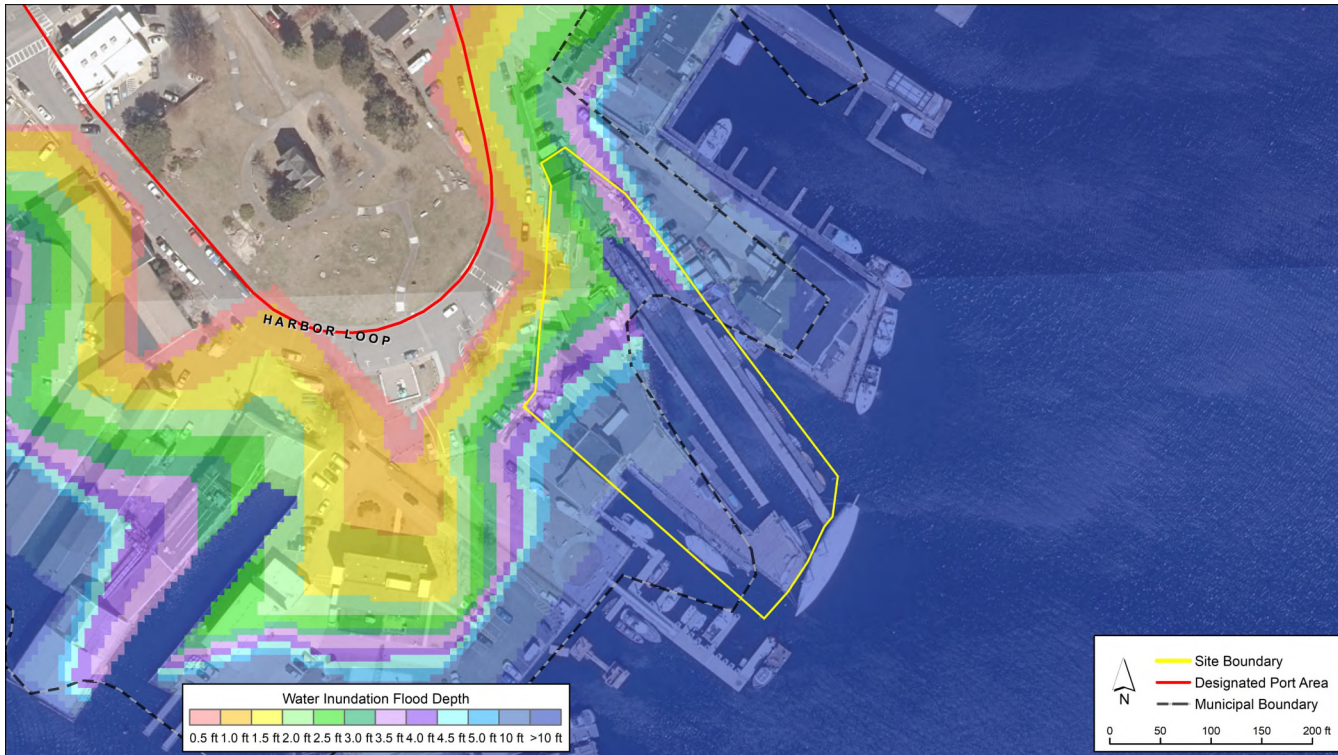 HARBOR LOOP
Water Inundation Flood Depth
0.5 ft 1.0 ft 1.5 ft 2.0 ft 2.5 ft 3.0 ft 3.5 ft 4.0 ft 4.5 ft 5.0 ft 10 ft >10 ft
Site Boundary
Designated Port Area
Municipal Boundary
N
0 50 100 150 200 ft